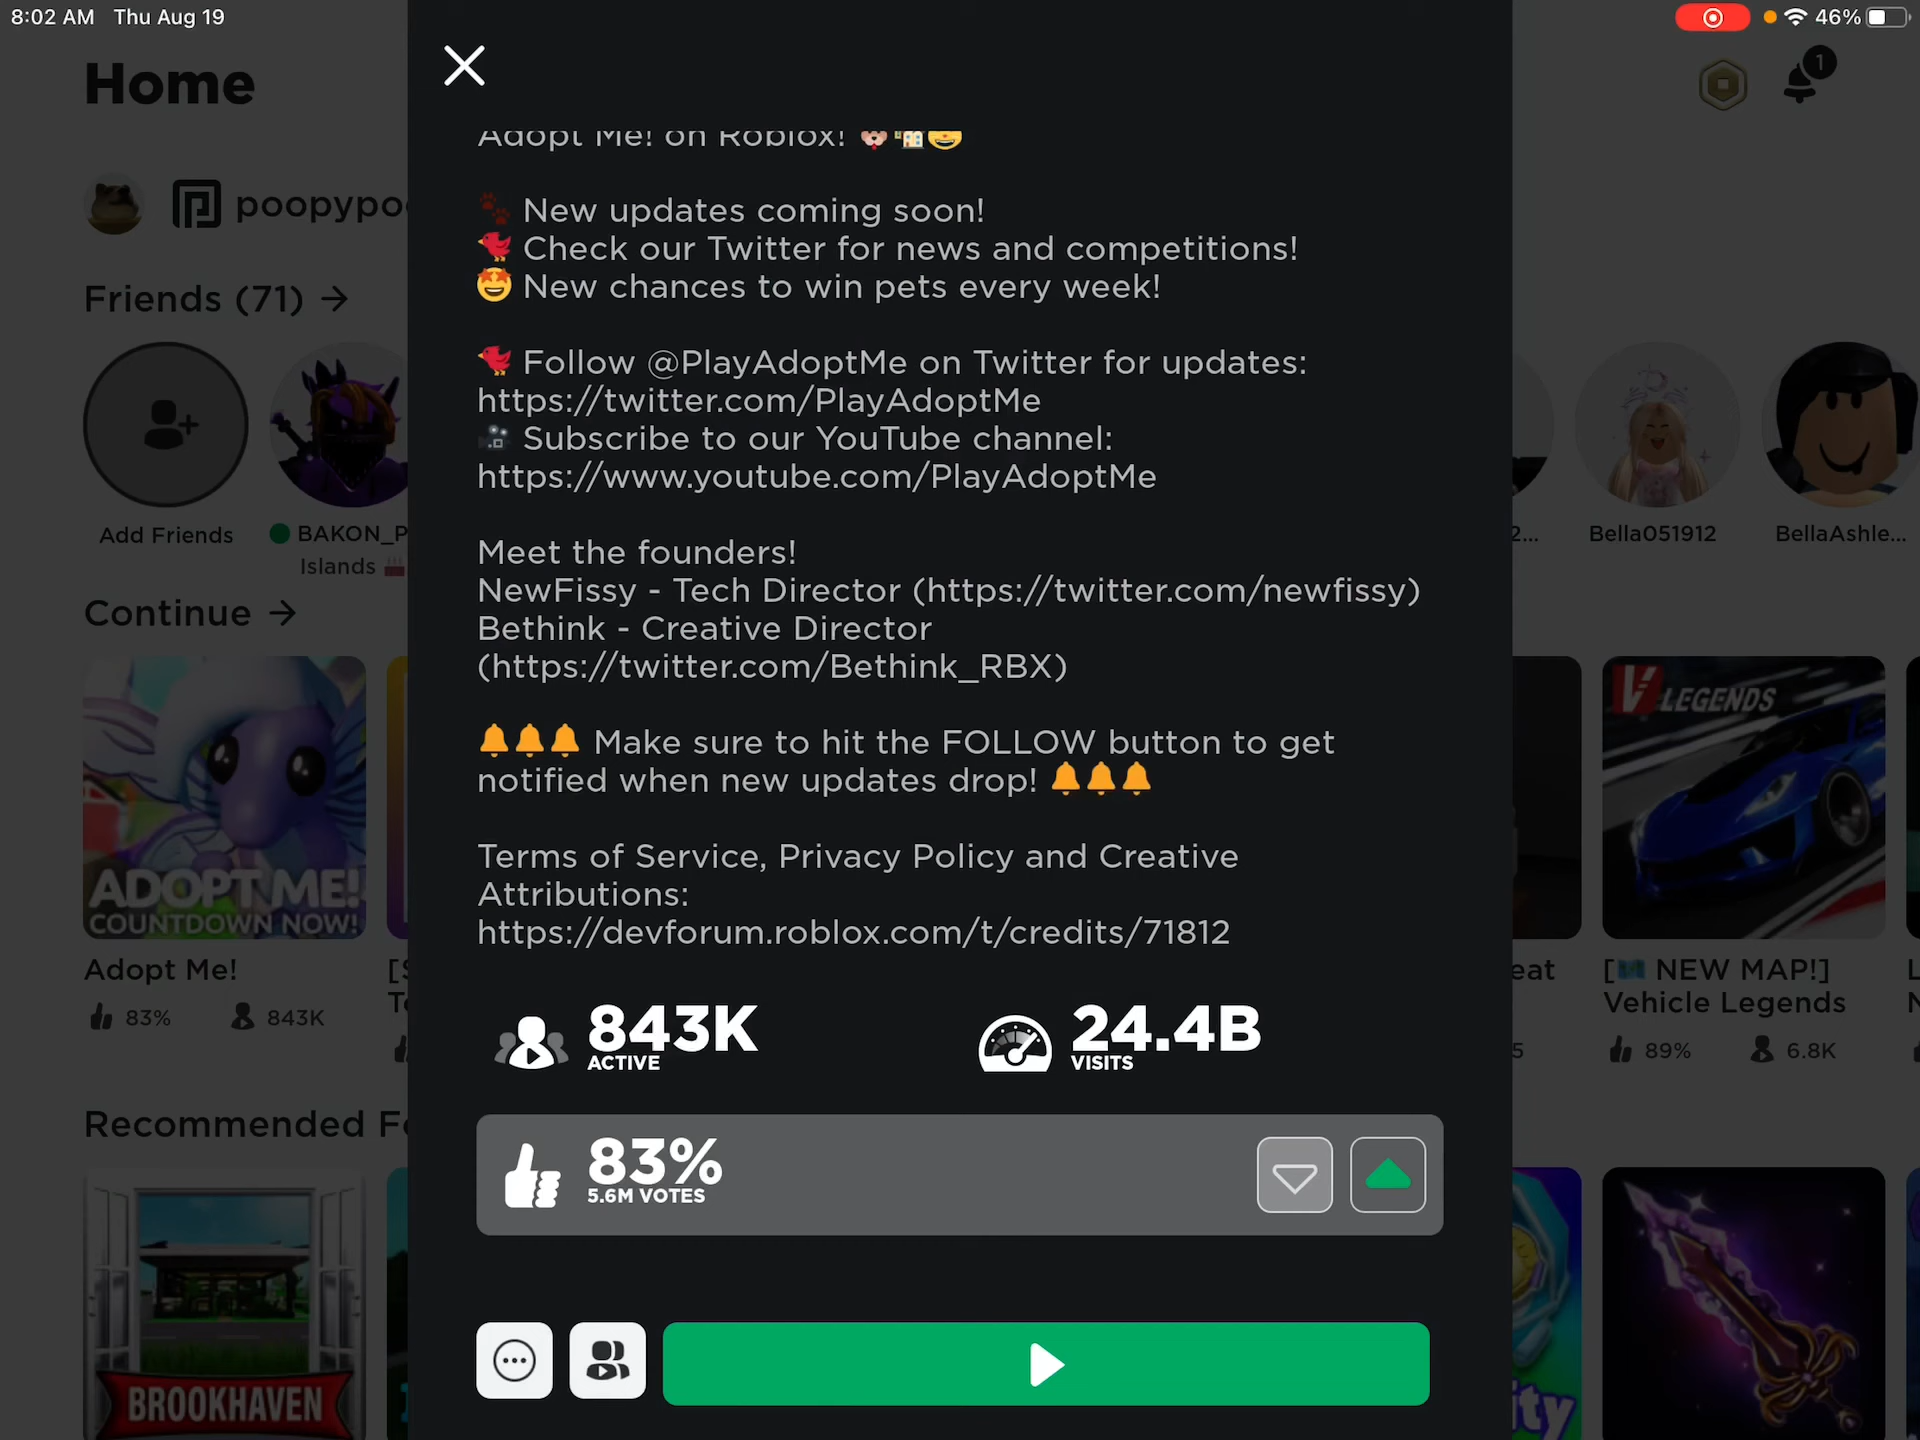 8:02 AM Thu Aug 19
46%
Home
1
Adopt Me! on Roblox!
New updates coming soon!
Check our Twitter for news and competitions!
New chances to win pets every week!
Friends (71)
Follow @PlayAdoptMe on Twitter for updates:
https://twitter.com/PlayAdoptMe
Subscribe to our YouTube channel:
https://www.youtube.com/PlayAdoptMe
Add Friends
BAKON_P
Islands
Bella051912
BellaAshle...
Meet the founders!
NewFissy - Tech Director (https://twitter.com/newfissy)
Bethink - Creative Director
(https://twitter.com/Bethink_RBX)
Continue
Make sure to hit the FOLLOW button to get
notified when new updates drop!
Terms of Service, Privacy Policy and Creative
Attributions:
https://devforum.roblox.com/t/credits/71812
ADOPT ME!
COUNTDOWN NOW!
LEGENDS
Adopt Me!
83% 843K
[NEW MAP!]
Vehicle Legends
89% 6.8K
843K
ACTIVE
24.4B
VISITS
Recommended
83%
5.6M VOTES
BROOKHAVEN